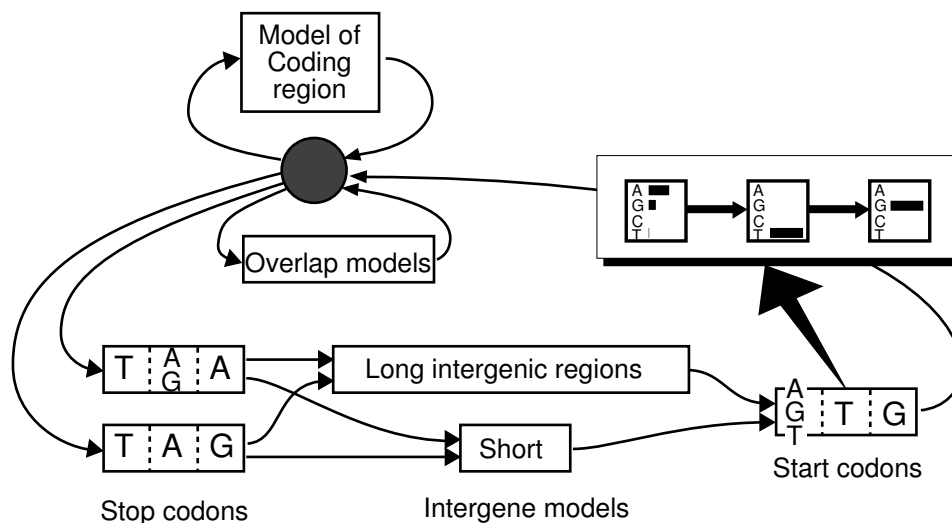 Model of
Coding
region
Overlap models
A
G
C
T
A
G
C
T
A
G
C
T
T A G A
Long intergenic regions
A G T T G
T A G
Short
Start codons
Stop codons
Intergene models